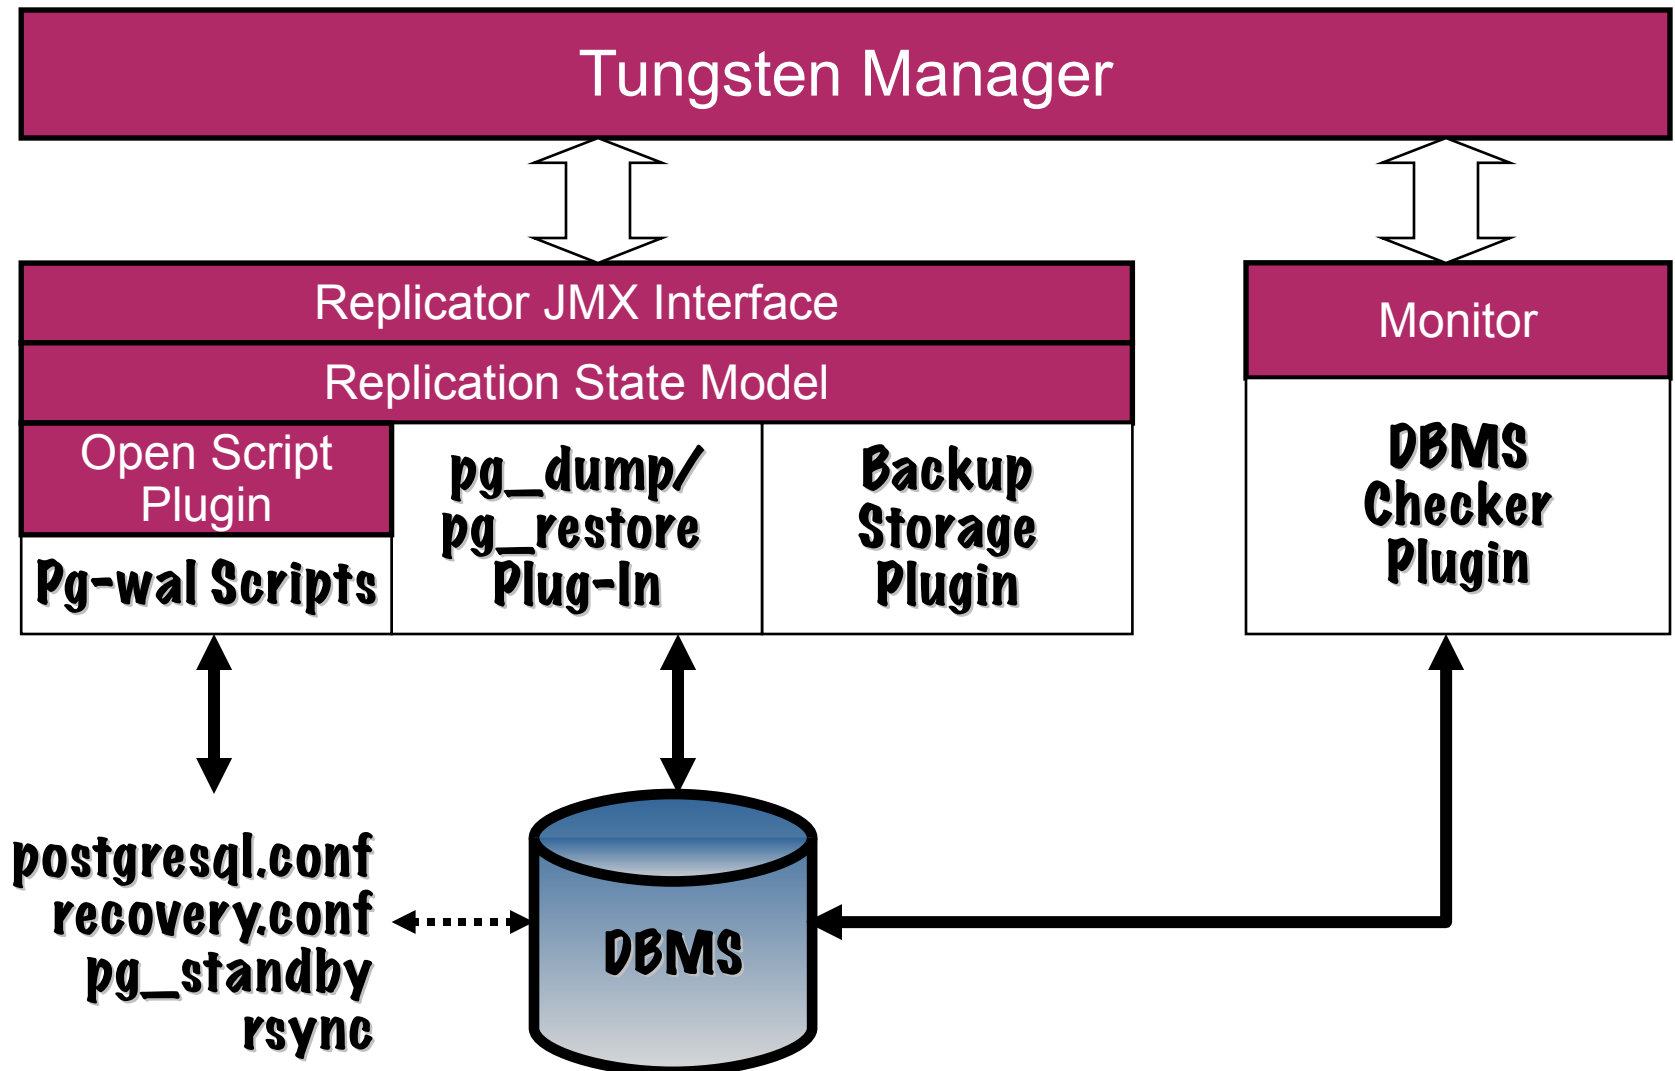 Tungsten Manager
Replicator JMX Interface
Monitor
Replication State Model
Open Script
Plugin
Pg-wal Scripts
pg_dump/
pg_restore
Plug-In
Backup
Storage
Plugin
DBMS
Checker
Plugin
postgresql.conf
recovery.conf
pg_standby
rsync
DBMS